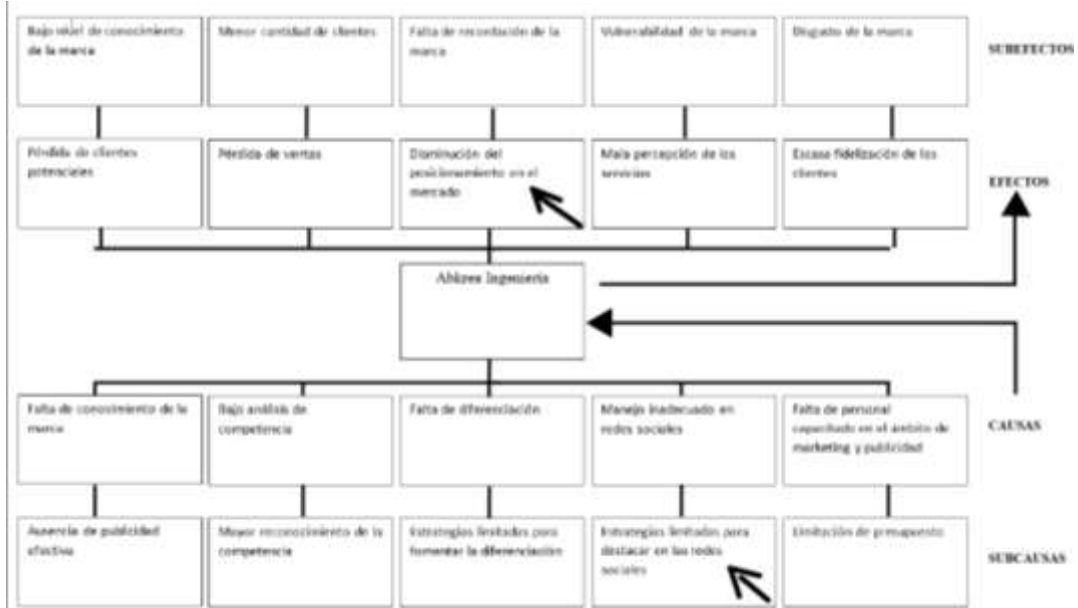 Bajo nivel de conocimiento
de la marca
Menor cantidad de clientes
Falta de recordación de la
marca
Vulnerabilidad de la marca
Disgusto de la marca
SUBEFECTOS
Pérdida de clientes
potenciales
Pérdida de ventas
Disminución del
posicionamiento en el
mercado
Mala percepción de los
servicios
Escasa fidelización de los
clientes
EFECTOS
Ingeniería
Falta de conocimiento de la
marca
Bajo análisis de
competencia
Falta de diferenciación
Manejo inadecuado en
redes sociales
Falta de personal
capacitado en el ámbito de
marketing y publicidad
CAUSAS
Ausencia de publicidad
efectiva
Mayor reconocimiento de la
competencia
Estrategias limitadas para
fomentar la diferenciación
Estrategias limitadas para
destacar en las redes
sociales
Limitación de presupuesto
SUBCAUSAS